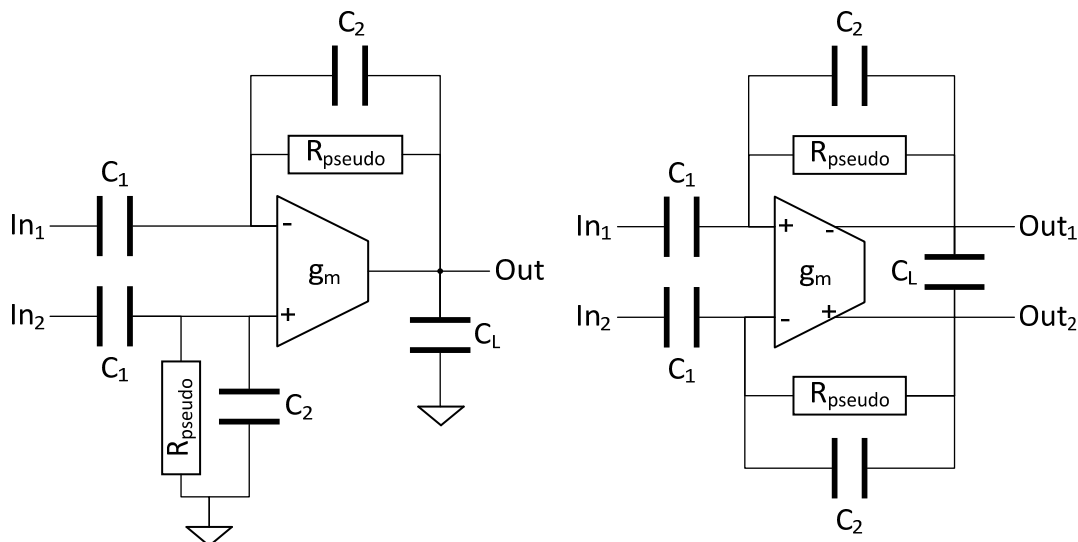 C2
Rpseudo
C1
In1
-
gm
Out
In2
+
C1
CL
Rpseudo
C2
C2
Rpseudo
C1
In1
+
-
Out1
gm
CL
In2
-
+
Out2
C1
Rpseudo
C2